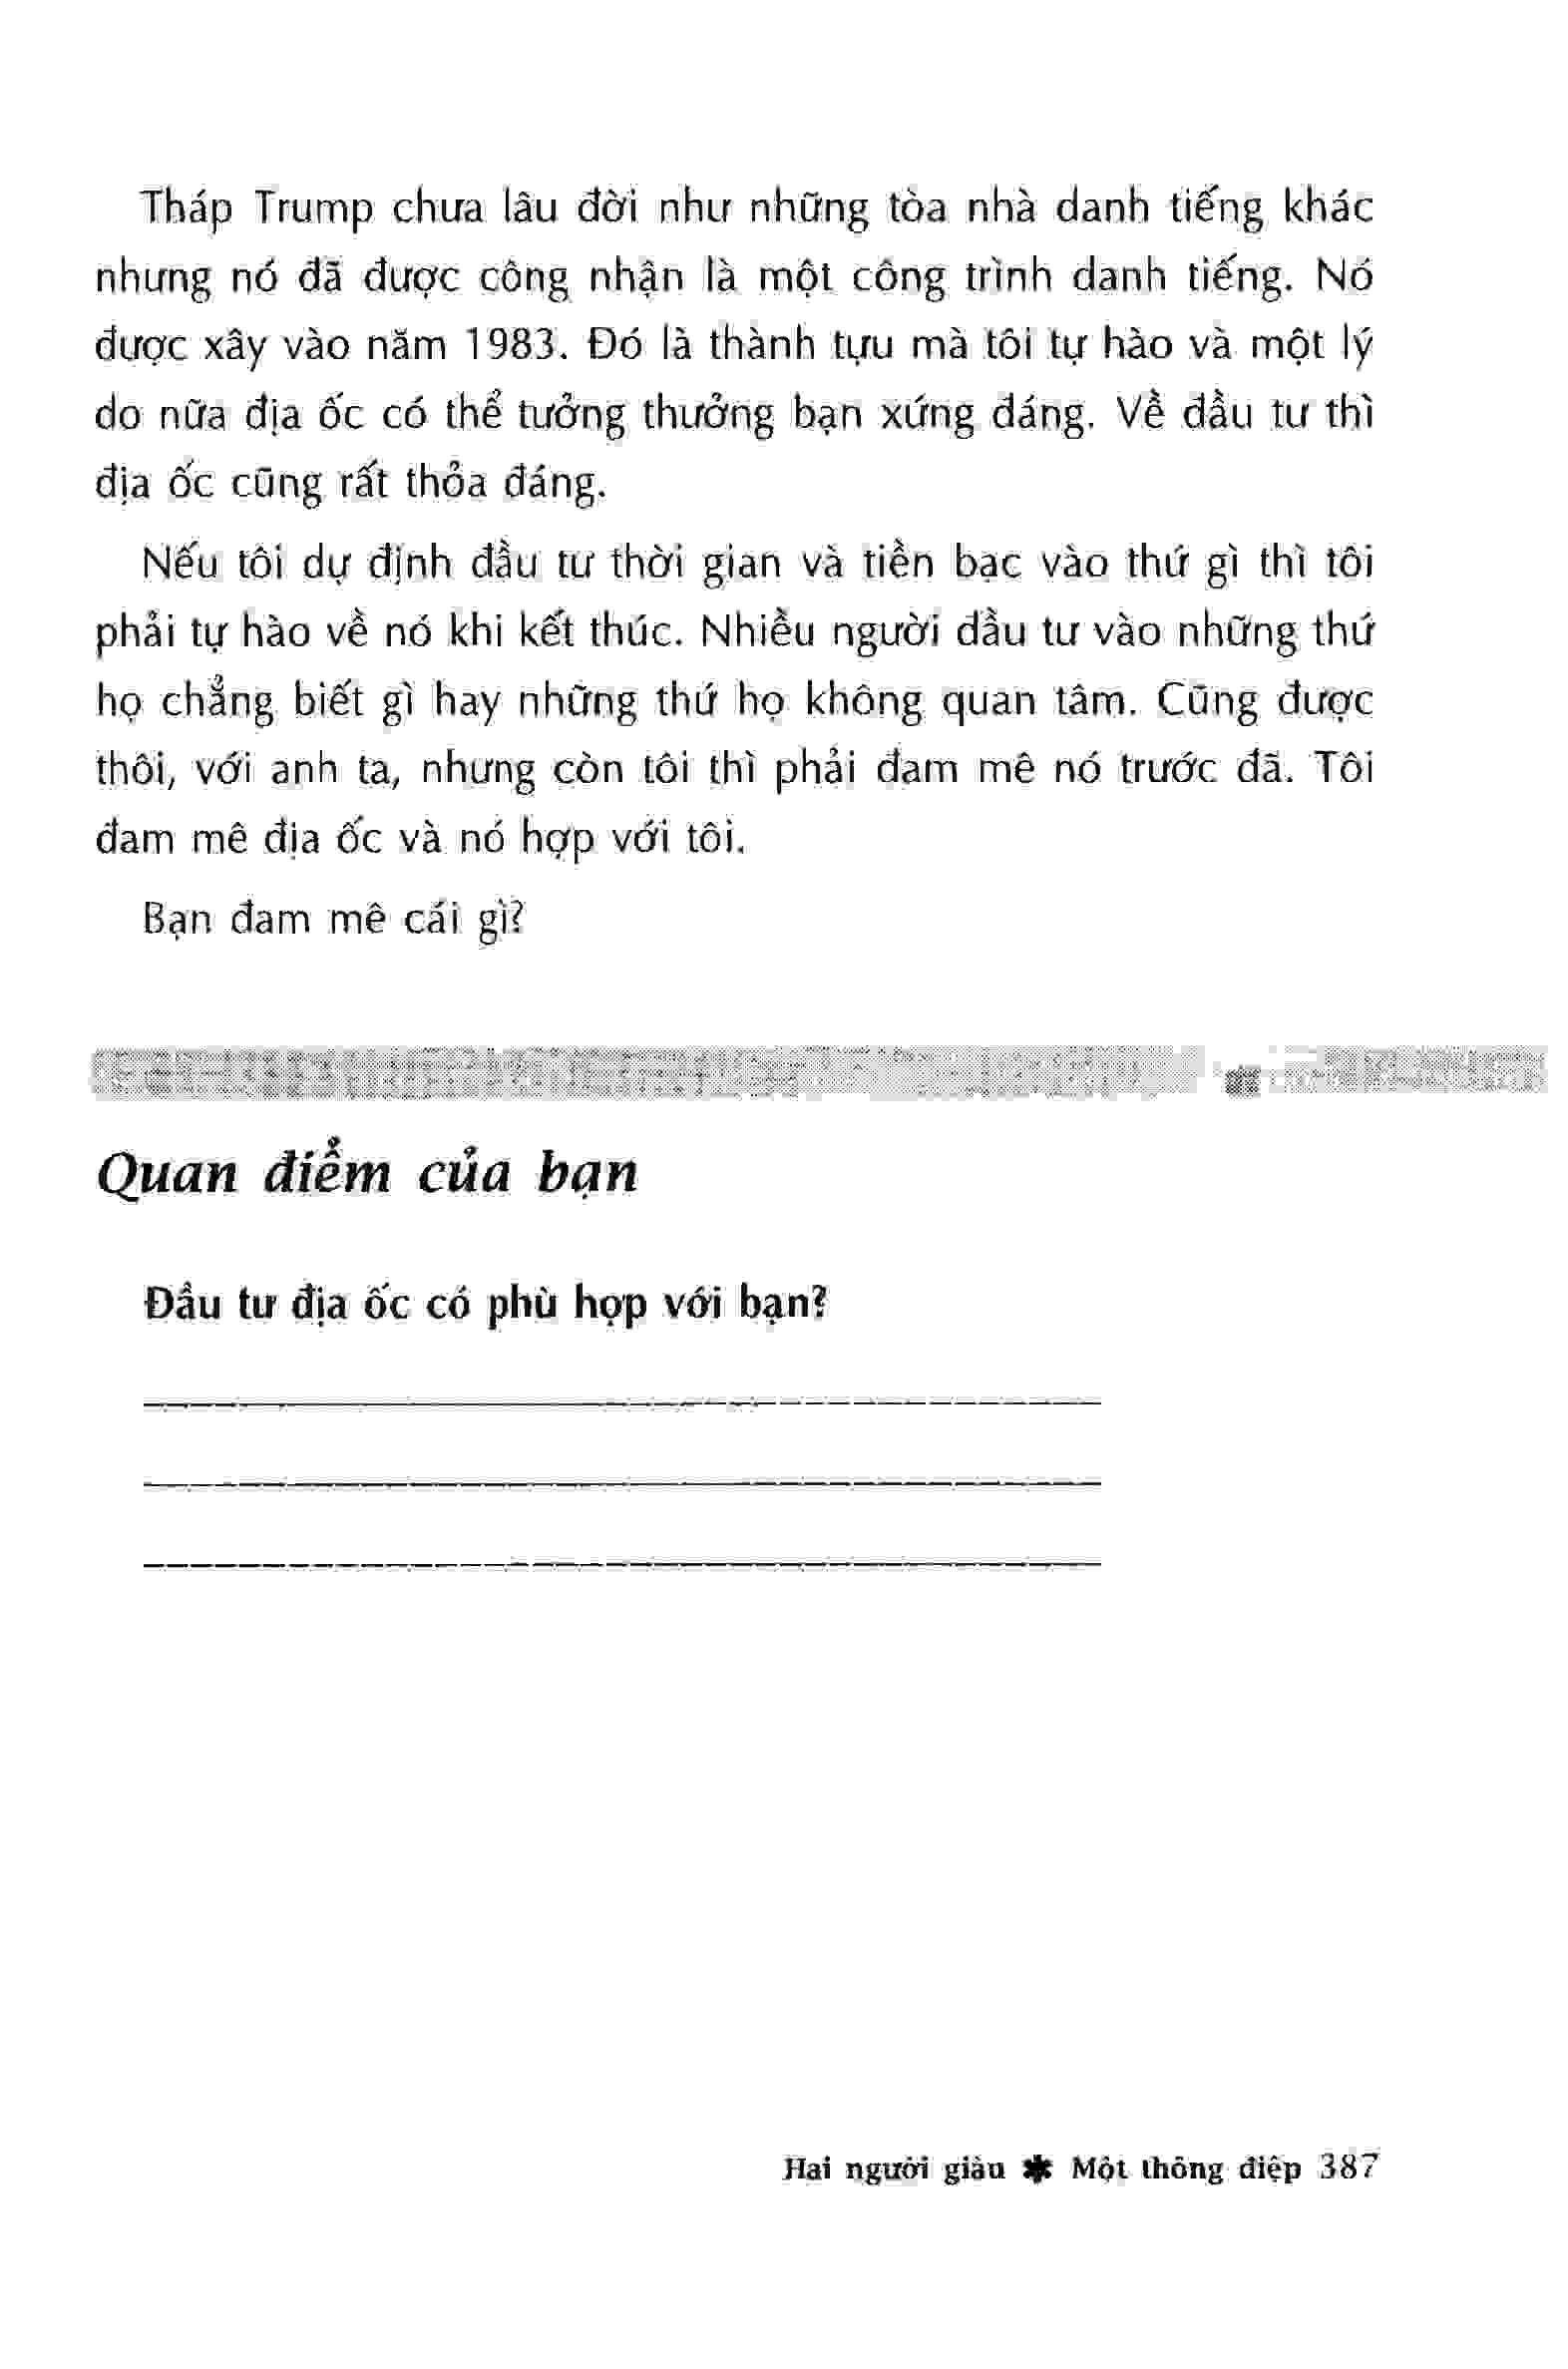 Tháp Trump chưa lâu đời như những tòa nhà danh tiếng khác
nhưng nó đã được công nhận là một công trình danh tiếng. Nó
được xây vào năm 1983. Đó là thành tựu mà tôi tự hào và một lý
do nữa địa ốc có thể tưởng thưởng bạn xứng đáng. Về đầu tư thì
địa ốc cũng rất thỏa đáng.
Nếu tôi dự định đầu tư thời gian và tiền bạc vào thứ gì thì tôi
phải tự hào về nó khi kết thúc. Nhiều người đầu tư vào những thứ
họ chẳng biết gì hay những thứ họ không quan tâm. Cũng được
thôi, với anh ta, nhưng còn tôi thì phải đam mê nó trước đã. Tôi
đam mê địa ốc và nó hợp với tôi.
Bạn đam mê cái gì?
Quan điểm của bạn
Đầu tư địa ốc có phù hợp với bạn?
Hai người giàu ✱ Một thông điệp 387